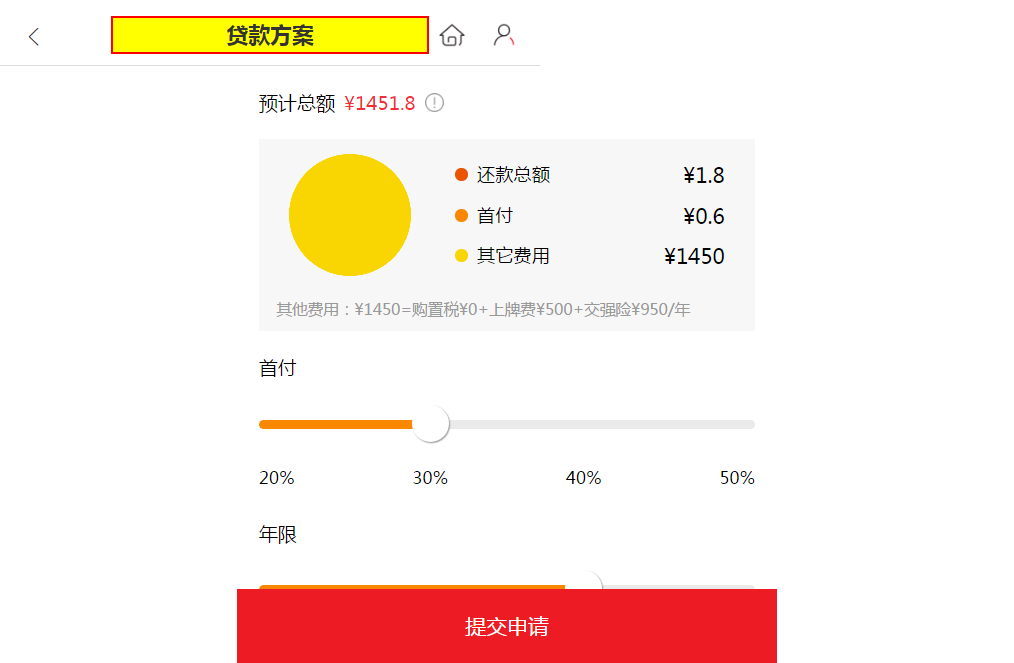 贷款方案
预计总额 ¥1451.8
还款总额 ¥1.8
首付 ¥0.6
其它费用 ¥1450
其他费用：¥1450=购置税¥0+上牌费¥500+交强险¥950/年
首付
20% 30% 40% 50%
年限
提交申请